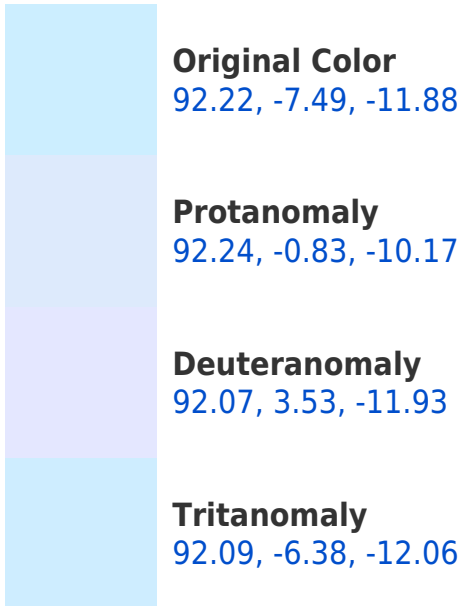 Original Color
92.22, -7.49, -11.88
Protanomaly
92.24, -0.83, -10.17
Deuteranomaly
92.07, 3.53, -11.93
Tritanomaly
92.09, -6.38, -12.06